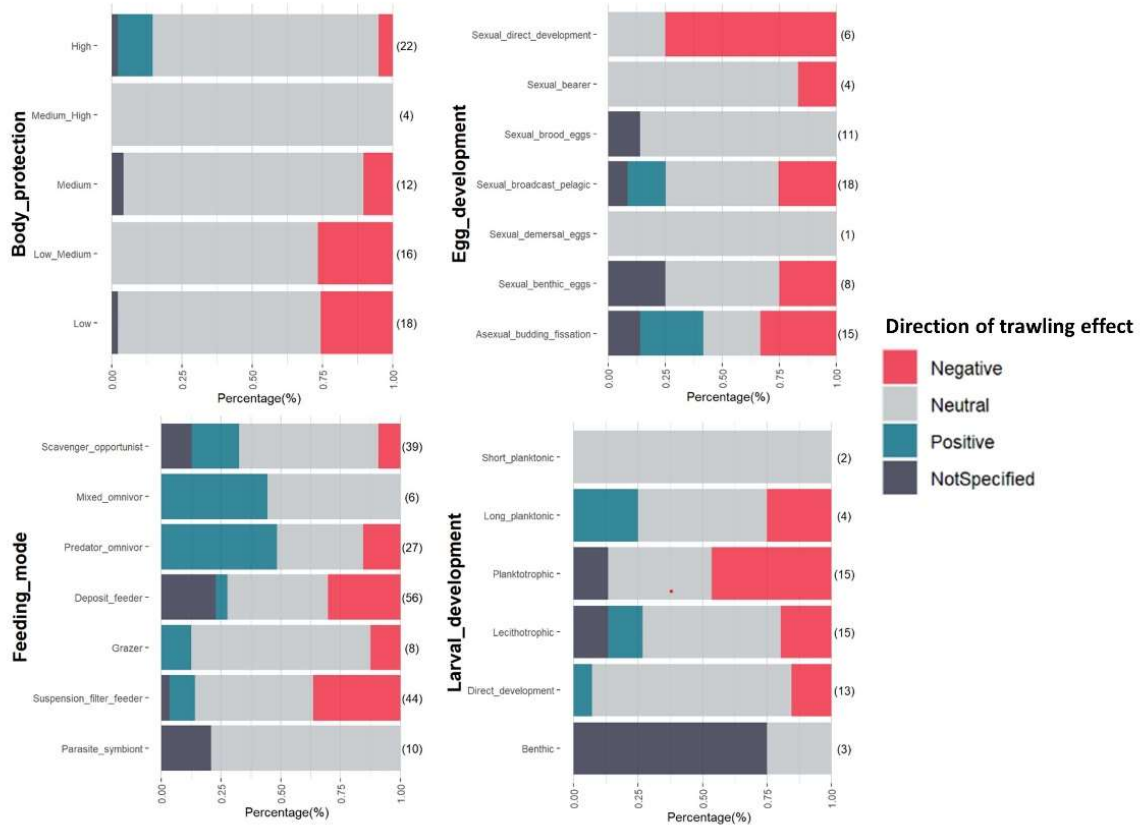 Body_protection
High
(22)
Medium_High
(4)
Medium
(12)
Low_Medium
(16)
Low
(18)
0.00 0.25 0.50 0.75 1.00
Percentage(%)
Egg_development
Sexual_direct_development
(6)
Sexual_bearer
(4)
Sexual_brood_eggs
(11)
Sexual_broadcast_pelagic
(18)
Sexual_demersal_eggs
(1)
Sexual_benthic_eggs
(8)
Asexual_budding_fissation
(15)
0.00 0.25 0.50 0.75 1.00
Percentage(%)
Direction of trawling effect
Negative
Neutral
Positive
NotSpecified
Feeding_mode
Scavenger_opportunist
(39)
Mixed_omnivor
(6)
Predator_omnivor
(27)
Deposit_feeder
(56)
Grazer
(8)
Suspension_filter_feeder
(44)
Parasite_symbiont
(10)
0.00 0.25 0.50 0.75 1.00
Percentage(%)
Larval_development
Short_planktonic
(2)
Long_planktonic
(4)
Planktotrophic
(15)
Lecithotrophic
(15)
Direct_development
(13)
Benthic
(3)
0.00 0.25 0.50 0.75 1.00
Percentage(%)